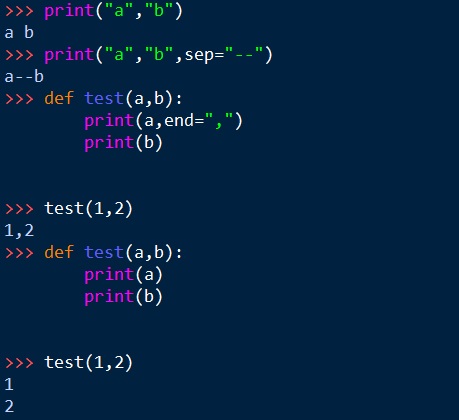 >>> print("a","b")
a b
>>> print("a","b",sep="--")
a--b
>>> def test(a,b):
        print(a,end=",")
        print(b)
>>> test(1,2)
1,2
>>> def test(a,b):
        print(a)
        print(b)
>>> test(1,2)
1
2